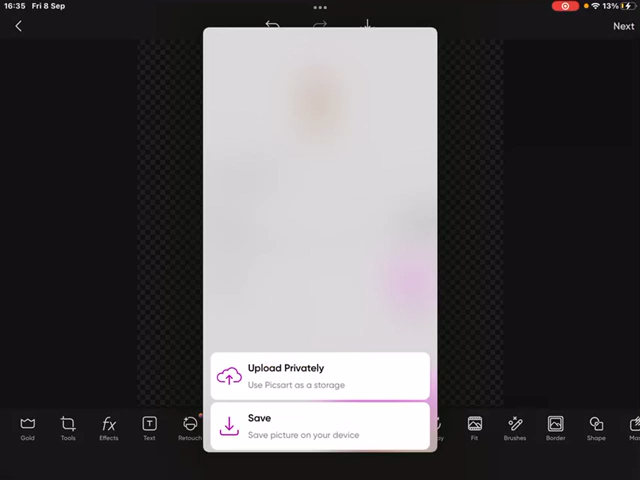 16:35 Fri 8 Sep
13%
Next
Upload Privately
Use Picsart as a storage
Save
Save picture on your device
Gold
Tools
fx
Effects
T
Text
Retouch
Fit
Brushes
Border
Shape